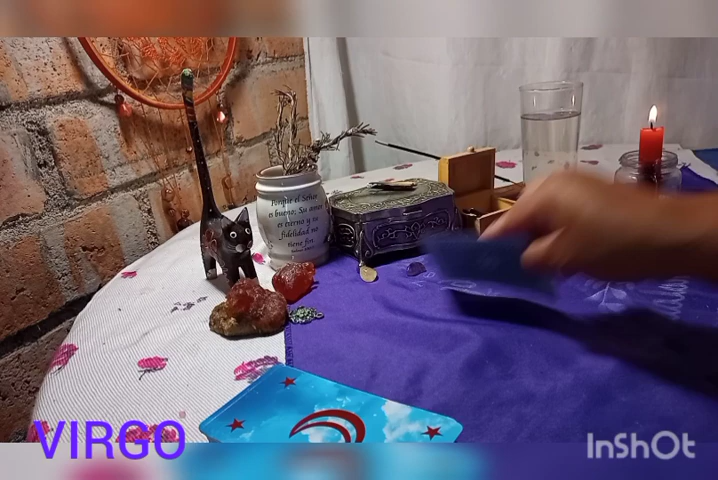 Porque el Señor
es bueno; Su amor
es eterno y su
fidelidad no
tiene fin
VIRGO
InShOt